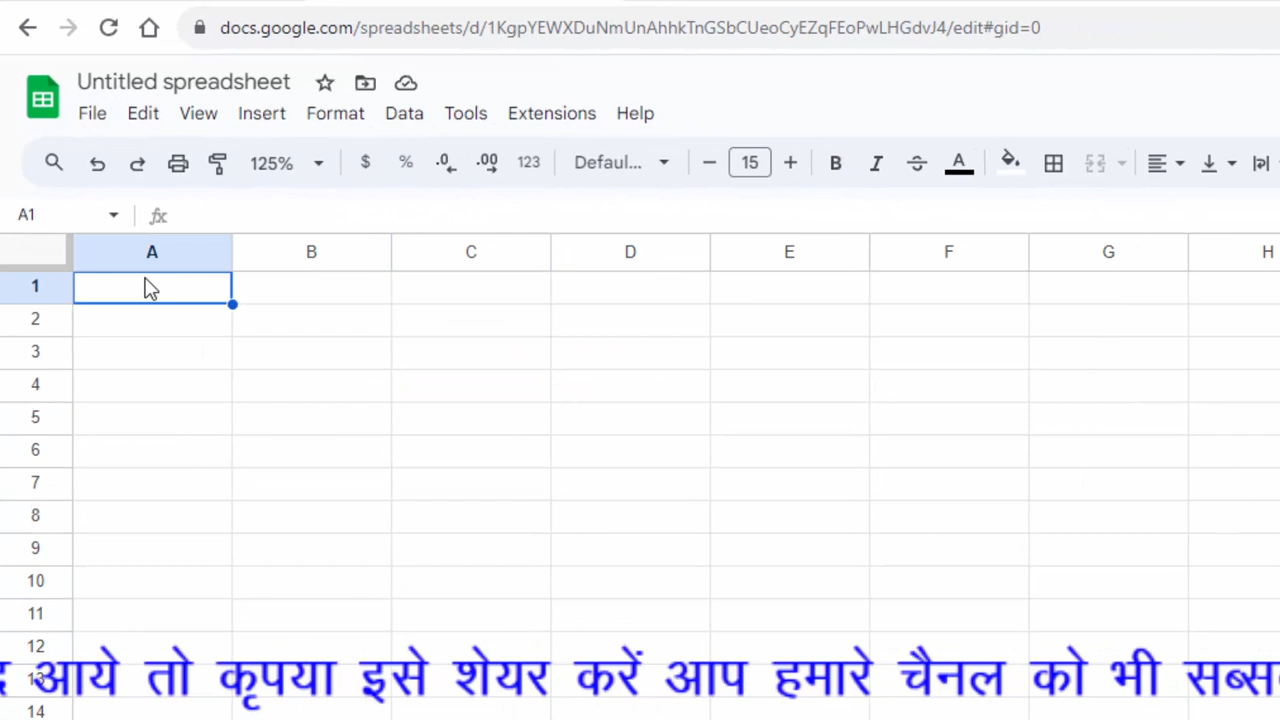 docs.google.com/spreadsheets/d/1KgpYEWXDuNmUnAhhkTnGSbCUeoCyEZqFEoPwLHGdvJ4/edit#gid=0
Untitled spreadsheet
File Edit View Insert Format Data Tools Extensions Help
125% $ % .0 .00 123 Defaul... 15 B I A
A1 fx
A B C D E F G H
1
2
3
4
5
6
7
8
9
10
11
12
13
14
आये तो कृपया इसे शेयर करें आप हमारे चैनल को भी